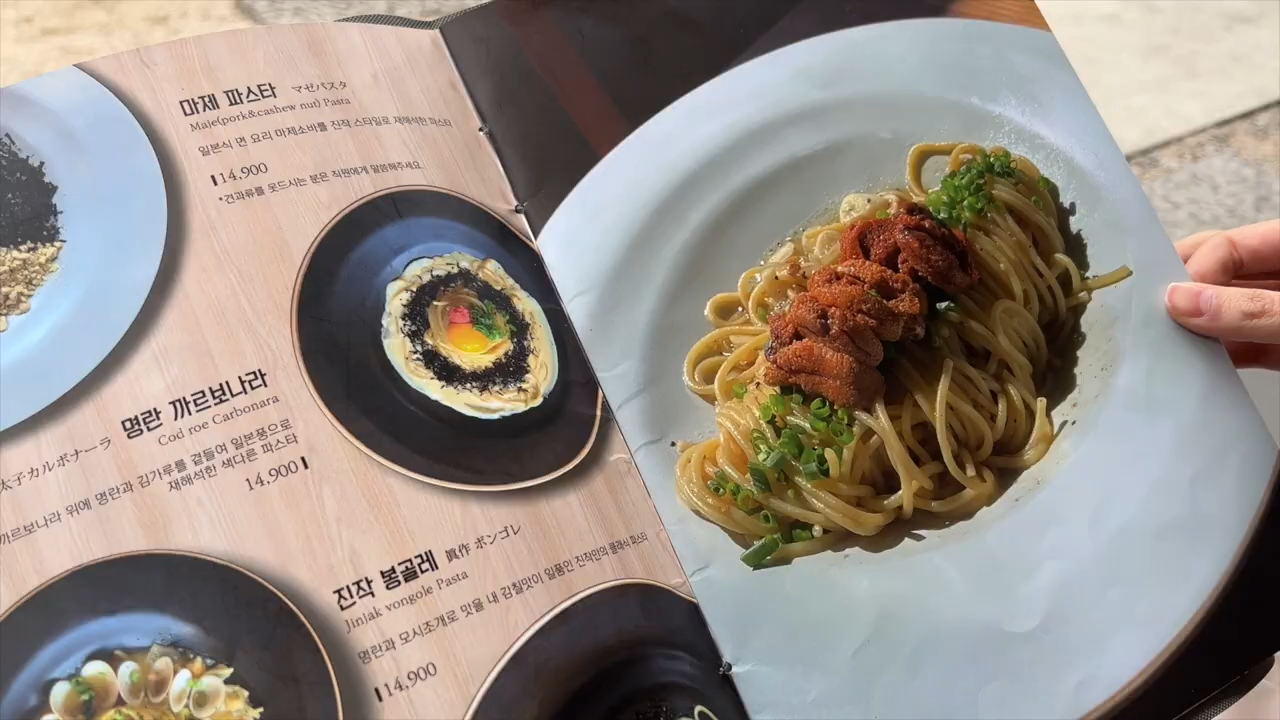 마제 파스타 マゼパスタ
Maje(pork&cashew nut) Pasta
일본식 면 요리 마제소바를 진작 스타일로 재해석한 파스타
14,900
*견과류를 못드시는 분은 직원에게 말씀해주세요.
太子カルボナーラ 명란 까르보나라
Cod roe Carbonara
까르보나라 위에 명란과 김가루를 곁들여 일본풍으로
재해석한 색다른 파스타
14,900
진작 봉골레 眞作 ボンゴレ
Jinjak vongole Pasta
명란과 모시조개로 맛을 내 감칠맛이 일품인 진작만의 클래식 파스타
14,900